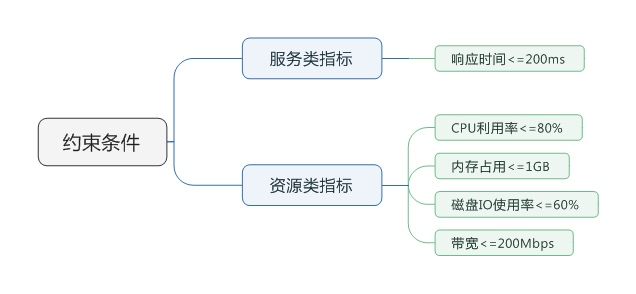 约束条件
服务类指标
响应时间<=200ms
资源类指标
CPU利用率<=80%
内存占用<=1GB
磁盘IO使用率<=60%
带宽<=200Mbps